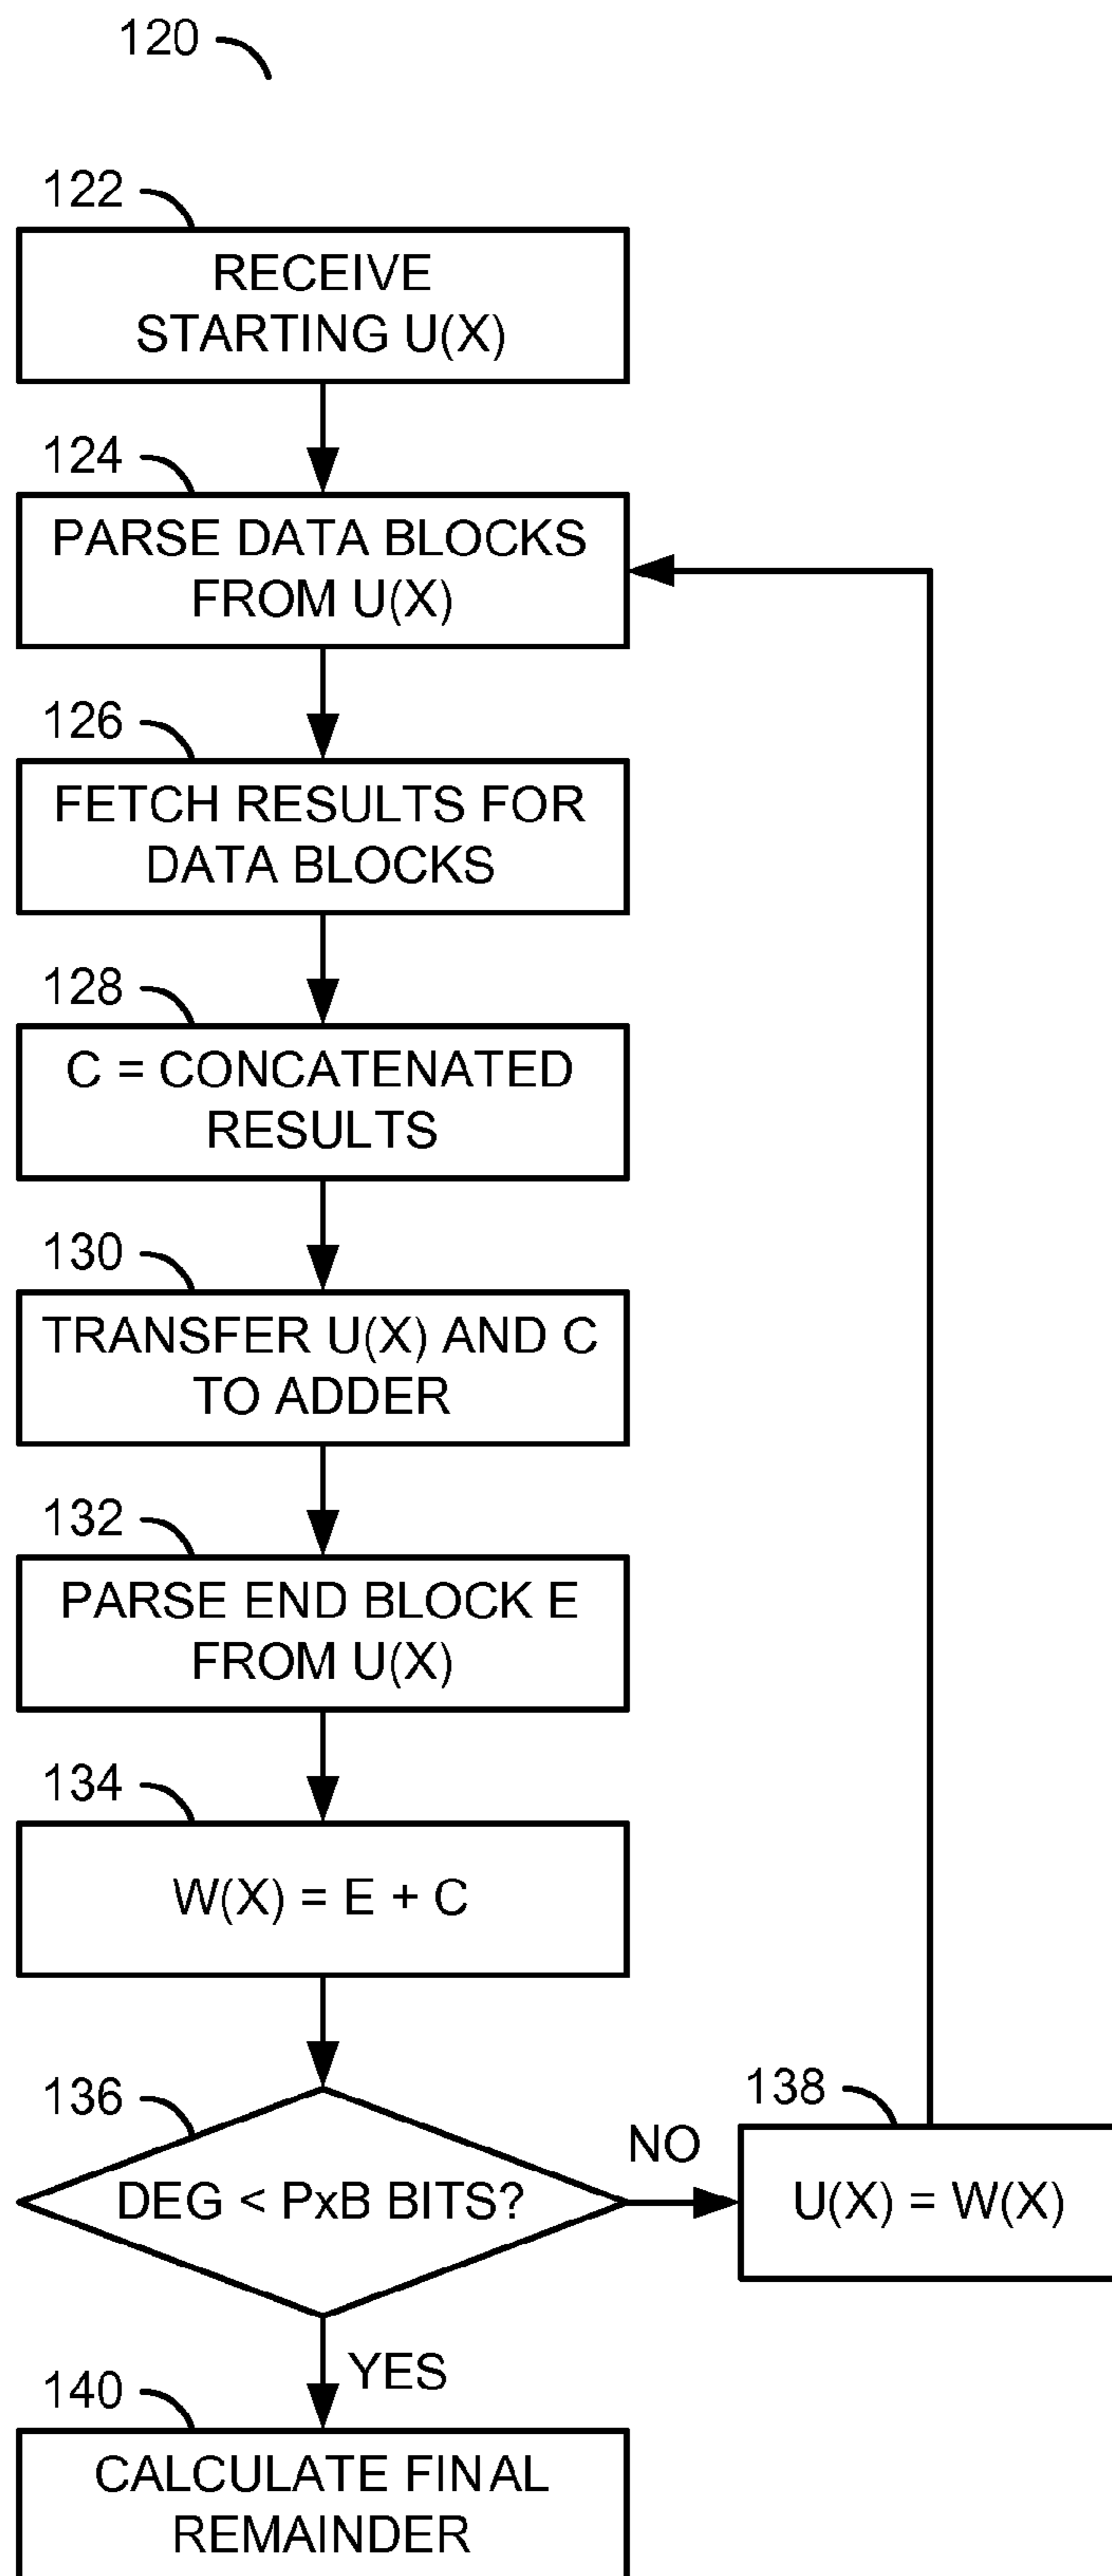 120
122
RECEIVE
STARTING U(X)
124
PARSE DATA BLOCKS
FROM U(X)
126
FETCH RESULTS FOR
DATA BLOCKS
128
C = CONCATENATED
RESULTS
130
TRANSFER U(X) AND C
TO ADDER
132
PARSE END BLOCK E
FROM U(X)
134
W(X) = E + C
136
DEG < PxB BITS?
NO
138
U(X) = W(X)
YES
140
CALCULATE FINAL
REMAINDER